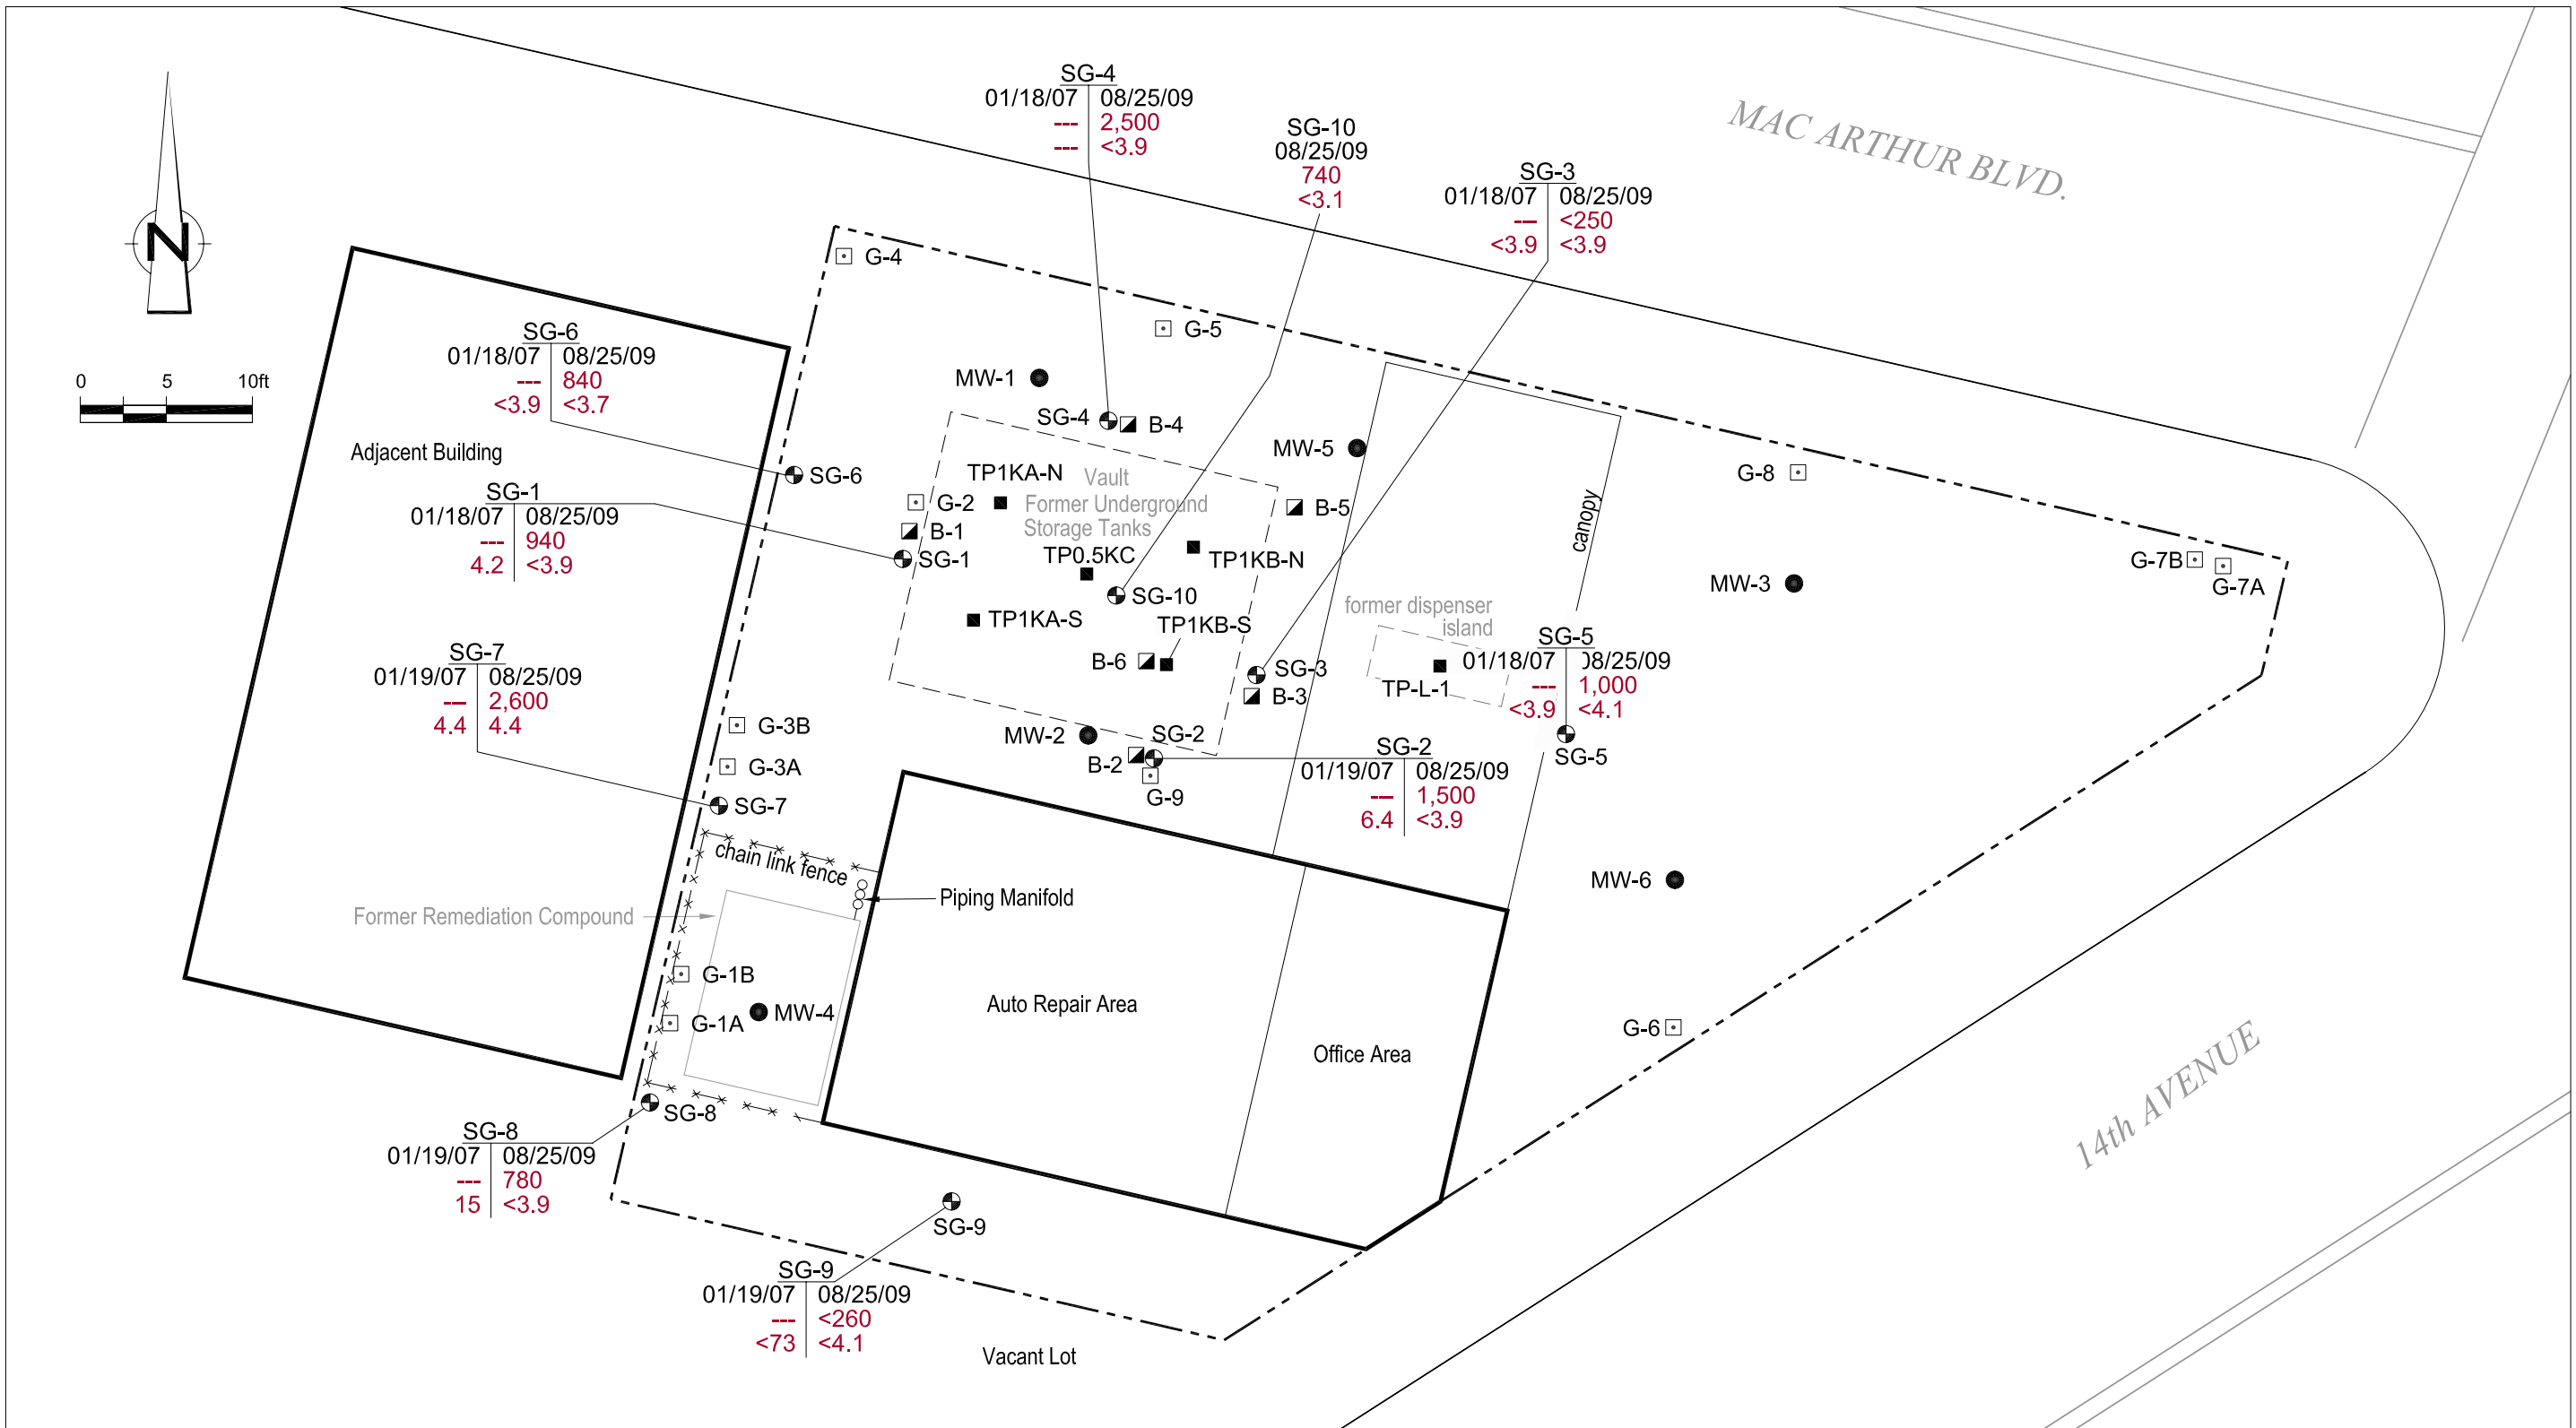 SG-4
01/18/07 08/25/09
--- 2,500
--- <3.9
SG-10
08/25/09
740
<3.1
SG-3
01/18/07 08/25/09
--- <250
<3.9 <3.9
MAC ARTHUR BLVD.
N
0 5 10ft
G-4
G-5
SG-6
01/18/07 08/25/09
--- 840
<3.9 <3.7
MW-1
SG-4
B-4
MW-5
Adjacent Building
SG-6
G-8
TP1KA-N
Vault
Former Underground
Storage Tanks
G-2
B-5
canopy
SG-1
01/18/07 08/25/09
--- 940
4.2 <3.9
B-1
SG-1
TP0.5KC
TP1KB-N
G-7B
G-7A
MW-3
SG-10
TP1KA-S
TP1KB-S
former dispenser
island
SG-5
01/18/07 08/25/09
--- 1,000
<3.9 <4.1
SG-7
01/19/07 08/25/09
--- 2,600
4.4 4.4
B-6
SG-3
B-3
TP-L-1
G-3B
MW-2
SG-2
SG-5
G-3A
B-2
G-9
SG-2
01/19/07 08/25/09
--- 1,500
6.4 <3.9
SG-7
chain link fence
Piping Manifold
MW-6
Former Remediation Compound
G-1B
MW-4
G-1A
Auto Repair Area
Office Area
G-6
14th AVENUE
SG-8
SG-8
01/19/07 08/25/09
--- 780
15 <3.9
SG-9
SG-9
01/19/07 08/25/09
--- <260
<73 <4.1
Vacant Lot